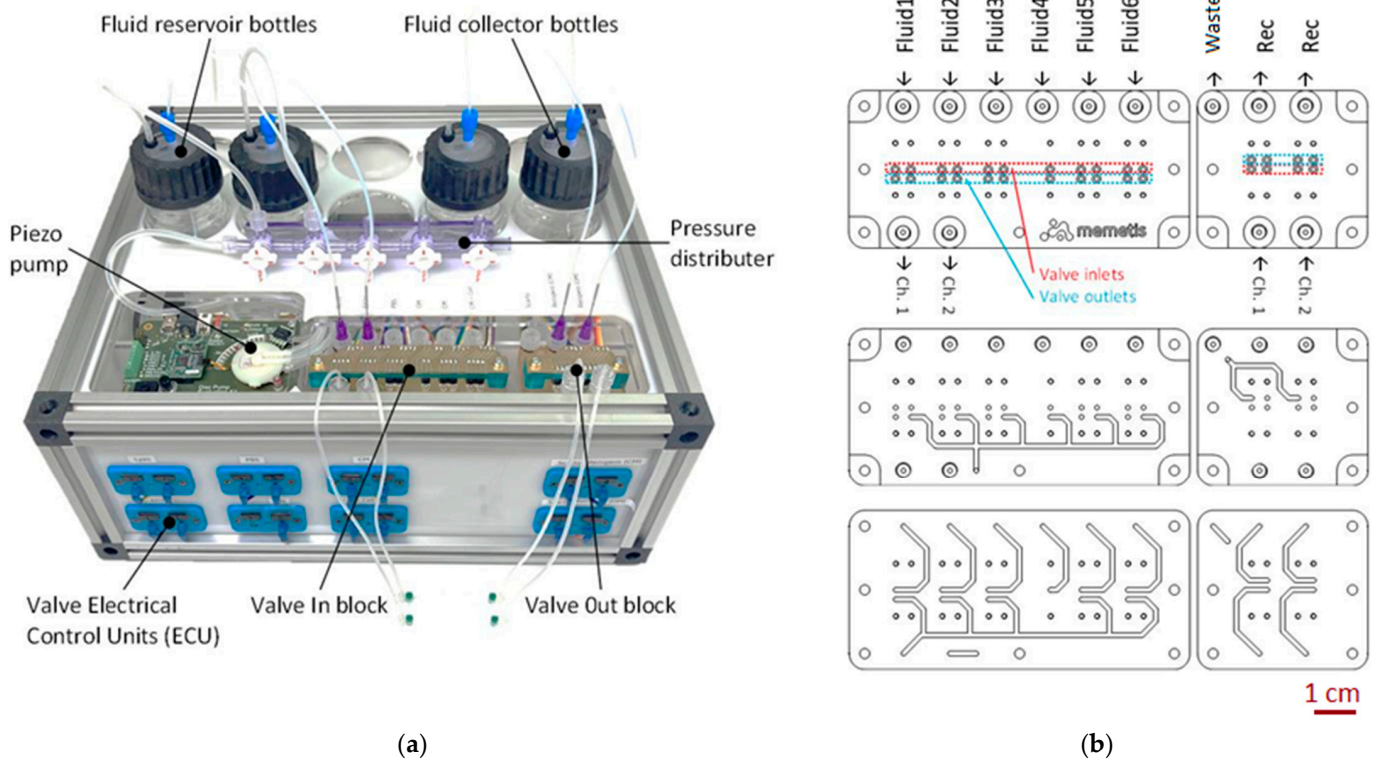 Fluid reservoir bottles
Fluid collector bottles
Piezo
pump
Pressure
distributer
Valve Electrical
Control Units (ECU)
Valve In block
Valve Out block
(a)
Fluid1
Fluid2
Fluid3
Fluid4
Fluid5
Fluid6
Waste
Rec
Rec
memetis
Valve inlets
Valve outlets
Ch. 1
Ch. 2
Ch. 1
Ch. 2
1 cm
(b)